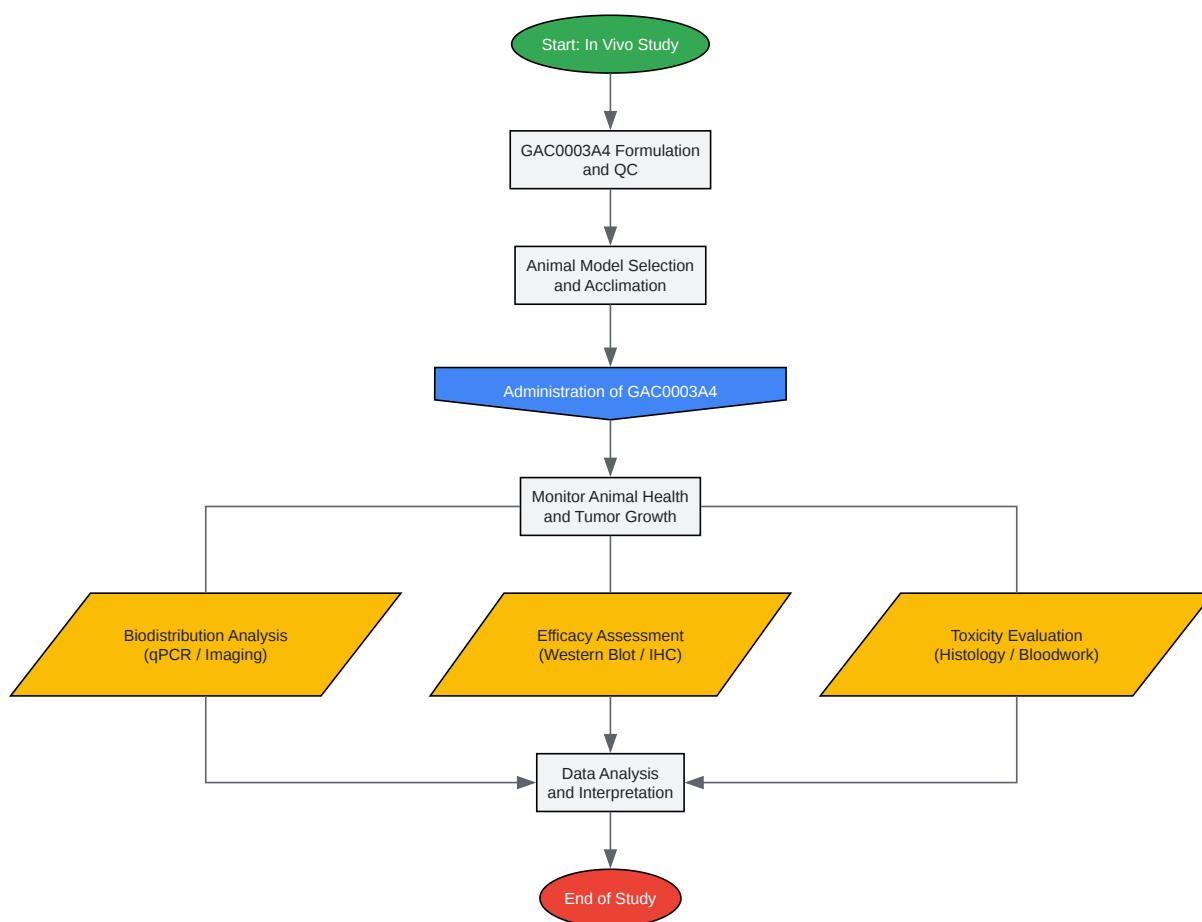 Start: In Vivo Study
GAC0003A4 Formulation
and QC
Animal Model Selection
and Acclimation
Administration of GAC0003A4
Monitor Animal Health
and Tumor Growth
Biodistribution Analysis
(qPCR / Imaging)
Efficacy Assessment
(Western Blot / IHC)
Toxicity Evaluation
(Histology / Bloodwork)
Data Analysis
and Interpretation
End of Study